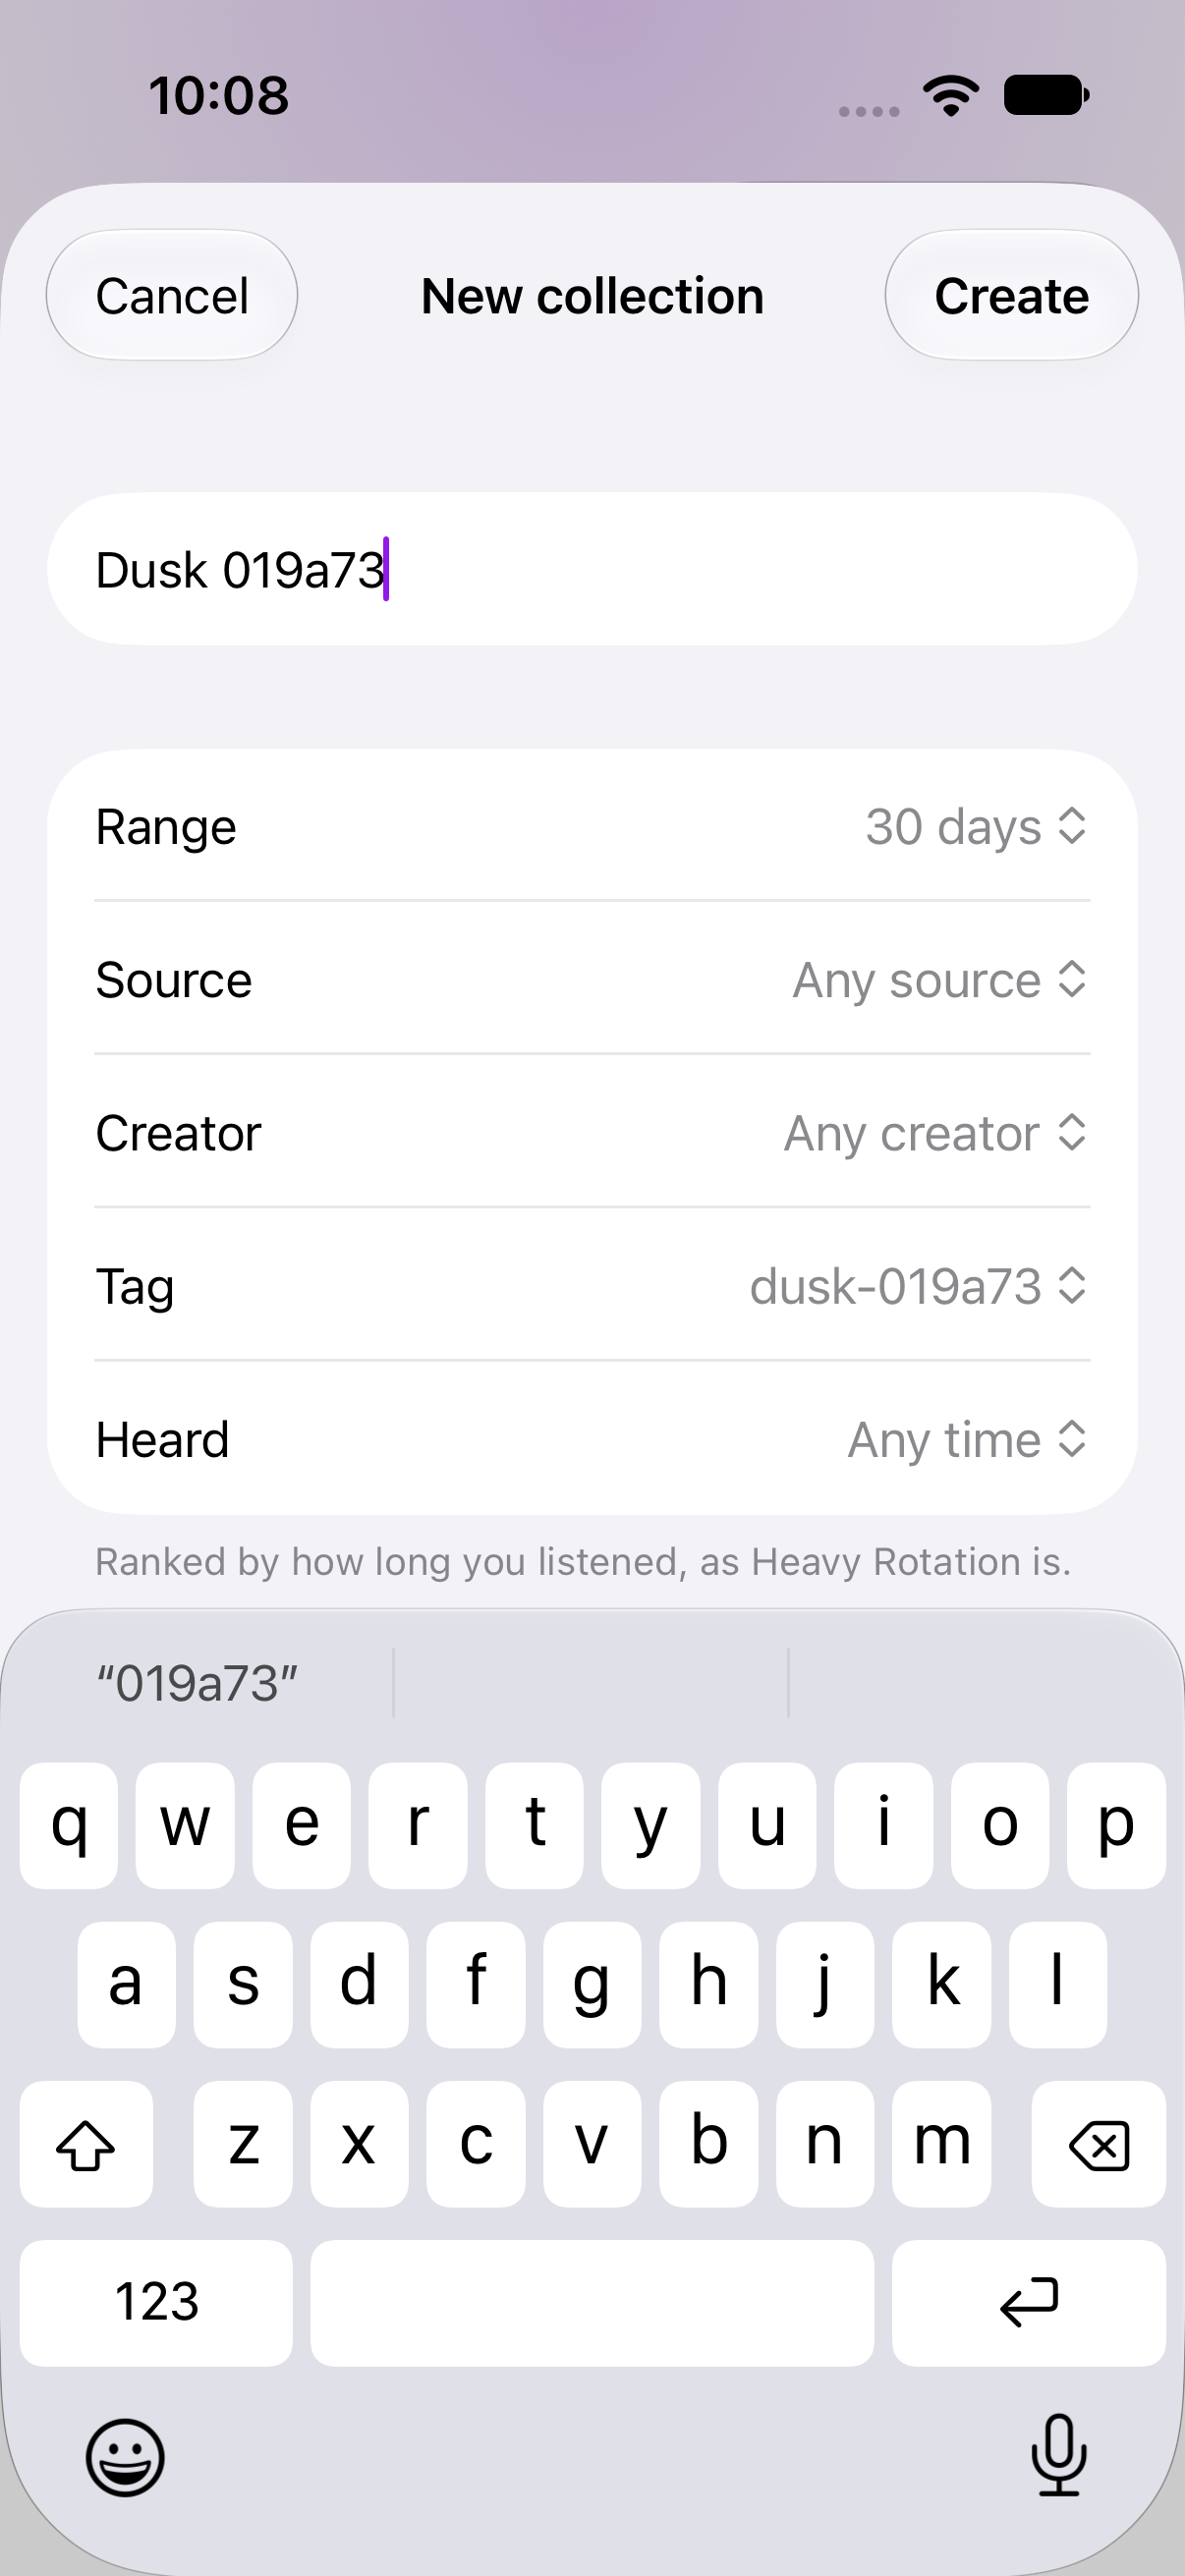 10:08
Cancel New collection Create
Dusk 019a73
Range 30 days
Source Any source
Creator Any creator
Tag dusk-019a73
Heard Any time
Ranked by how long you listened, as Heavy Rotation is.
“019a73”
q w e r t y u i o p
a s d f g h j k l
z x c v b n m
123